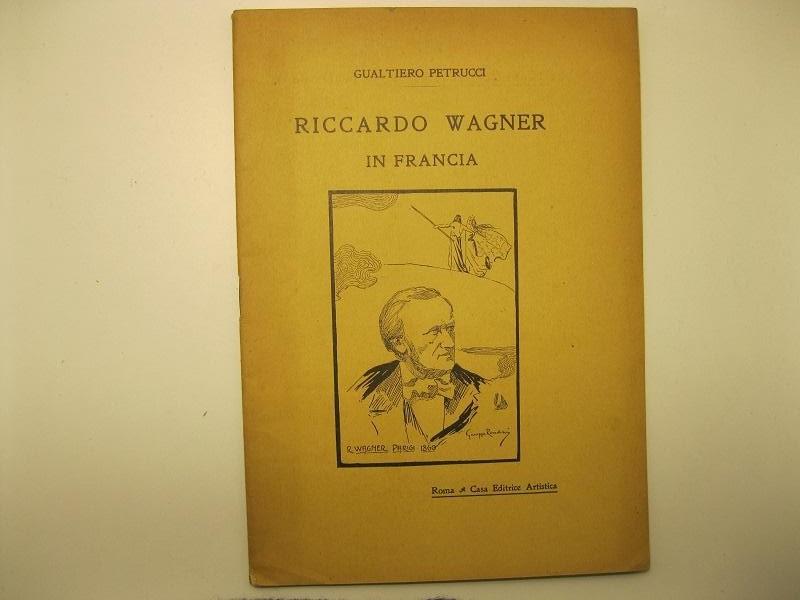 GUALTIERO PETRUCCI
RICCARDO WAGNER
IN FRANCIA
R. WAGNER PARIGI 1860
Roma Casa Editrice Artistica